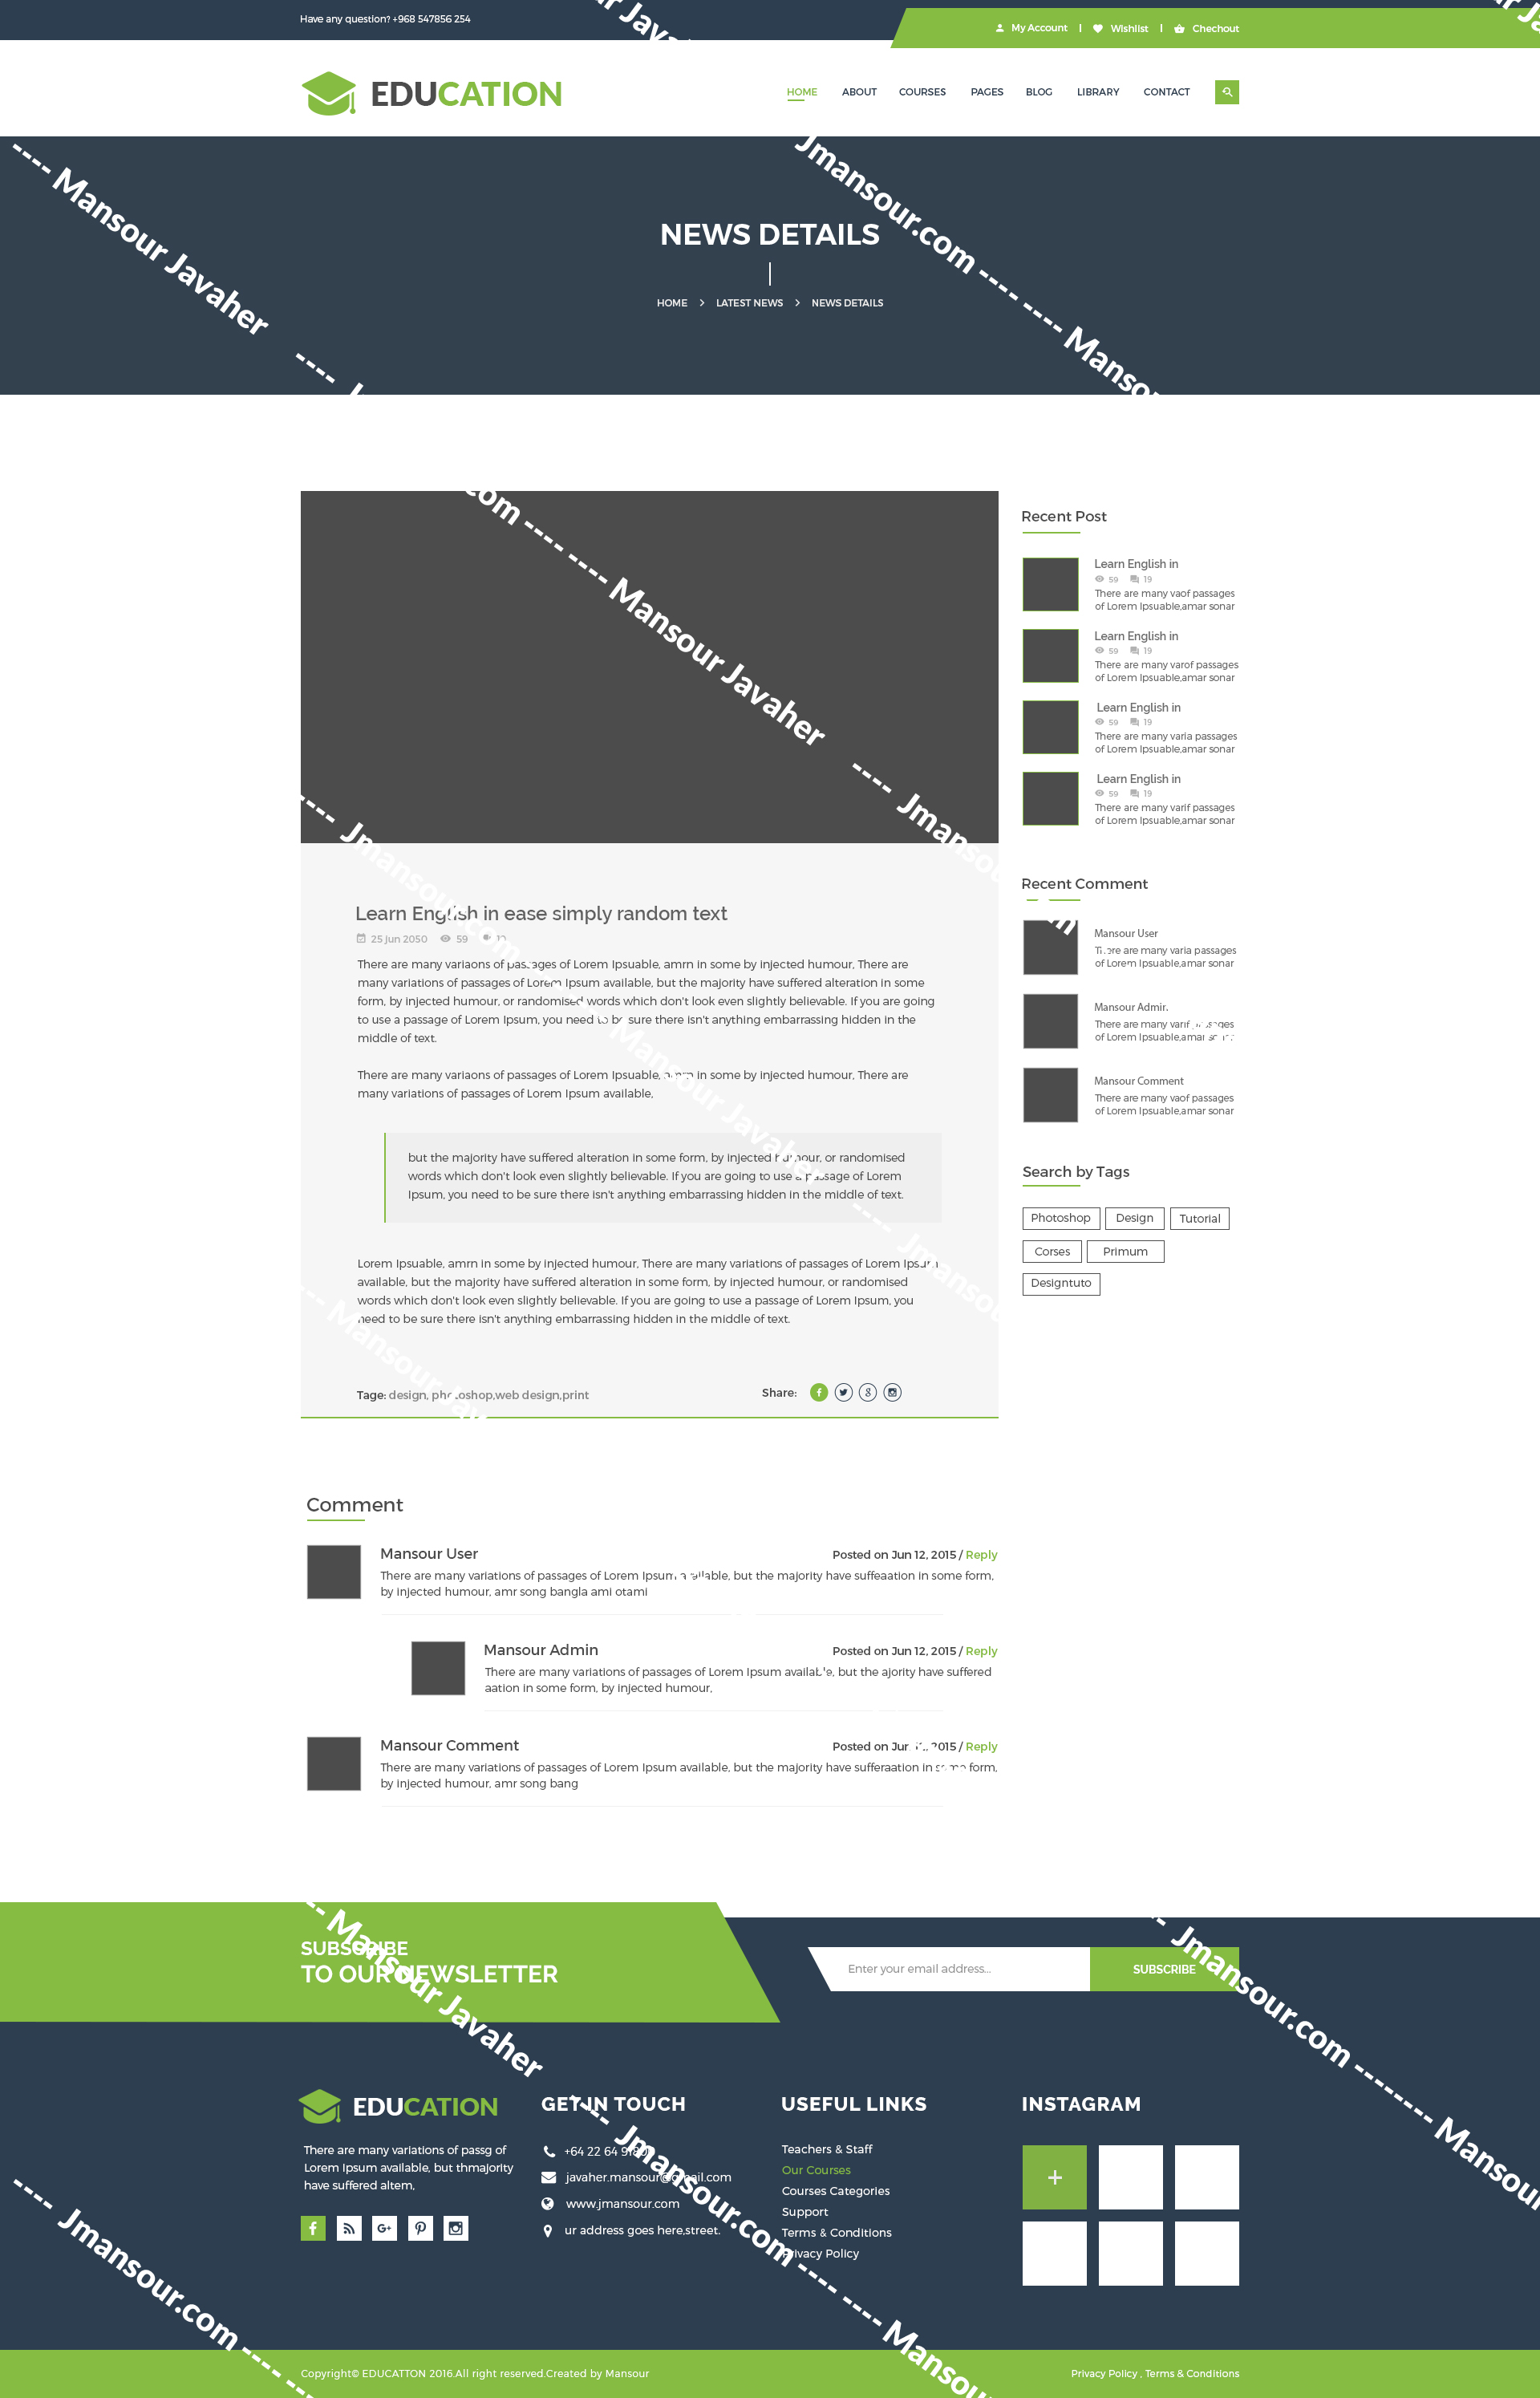 Have any question? +968 547856 254
My Account | Wishlist | Chechout
EDUCATION
HOME ABOUT COURSES PAGES BLOG LIBRARY CONTACT
NEWS DETAILS
HOME > LATEST NEWS > NEWS DETAILS
---- Mansour Javaher ----
Jmansour.com ---- ---- Mansour
---- ---- Mansour Javaher ---- Jmansour
---- Jmansour.com
Mansour Javaher ---- Jmansour
Learn English in ease simply random text
25 jun 2050 59 19
There are many variaons of passages of Lorem Ipsuable, amrn in some by injected humour, There are
many variations of passages of Lorem Ipsum available, but the majority have suffered alteration in some
form, by injected humour, or randomised words which don't look even slightly believable. If you are going
to use a passage of Lorem Ipsum, you need to be sure there isn't anything embarrassing hidden in the
middle of text.
There are many variaons of passages of Lorem Ipsuable, amrn in some by injected humour, There are
many variations of passages of Lorem Ipsum available,
but the majority have suffered alteration in some form, by injected humour, or randomised
words which don't look even slightly believable. If you are going to use a passage of Lorem
Ipsum, you need to be sure there isn't anything embarrassing hidden in the middle of text.
Lorem Ipsuable, amrn in some by injected humour, There are many variations of passages of Lorem Ipsum
available, but the majority have suffered alteration in some form, by injected humour, or randomised
words which don't look even slightly believable. If you are going to use a passage of Lorem Ipsum, you
need to be sure there isn't anything embarrassing hidden in the middle of text.
Tage: design, photoshop,web design,print
Share:
Recent Post
Learn English in
59 19
There are many vaof passages
of Lorem Ipsuable,amar sonar
Learn English in
59 19
There are many varof passages
of Lorem Ipsuable,amar sonar
Learn English in
59 19
There are many varia passages
of Lorem Ipsuable,amar sonar
Learn English in
59 19
There are many varif passages
of Lorem Ipsuable,amar sonar
Recent Comment
Mansour User
There are many varia passages
of Lorem Ipsuable,amar sonar
Mansour Admin
There are many varif passages
of Lorem Ipsuable,amar sonar
Mansour Comment
There are many vaof passages
of Lorem Ipsuable,amar sonar
Search by Tags
Photoshop Design Tutorial
Corses Primum
Designtuto
Comment
Mansour User
Posted on Jun 12, 2015 / Reply
There are many variations of passages of Lorem Ipsum available, but the majority have suffeaation in some form,
by injected humour, amr song bangla ami otami
Mansour Admin
Posted on Jun 12, 2015 / Reply
There are many variations of passages of Lorem Ipsum available, but the ajority have suffered
aation in some form, by injected humour,
Mansour Comment
Posted on Jun 12, 2015 / Reply
There are many variations of passages of Lorem Ipsum available, but the majority have sufferaation in some form,
by injected humour, amr song bang
SUBSCRIBE
TO OUR NEWSLETTER
Enter your email address...
SUBSCRIBE
-- Mansour Javaher ---- Jmansour.com ---- ---- Mansour
-- Jmansour.com ---- ---- Mansour
---- Jmansour.com ---- ----
EDUCATION
There are many variations of passg of
Lorem Ipsum available, but thmajority
have suffered altem,
GET IN TOUCH
+64 22 64
javaher.mansour@gmail.com
www.jmansour.com
ur address goes here,street.
USEFUL LINKS
Teachers & Staff
Our Courses
Courses Categories
Support
Terms & Conditions
Privacy Policy
INSTAGRAM
+
Copyright© EDUCATTON 2016.All right reserved.Created by Mansour
Privacy Policy , Terms & Conditions